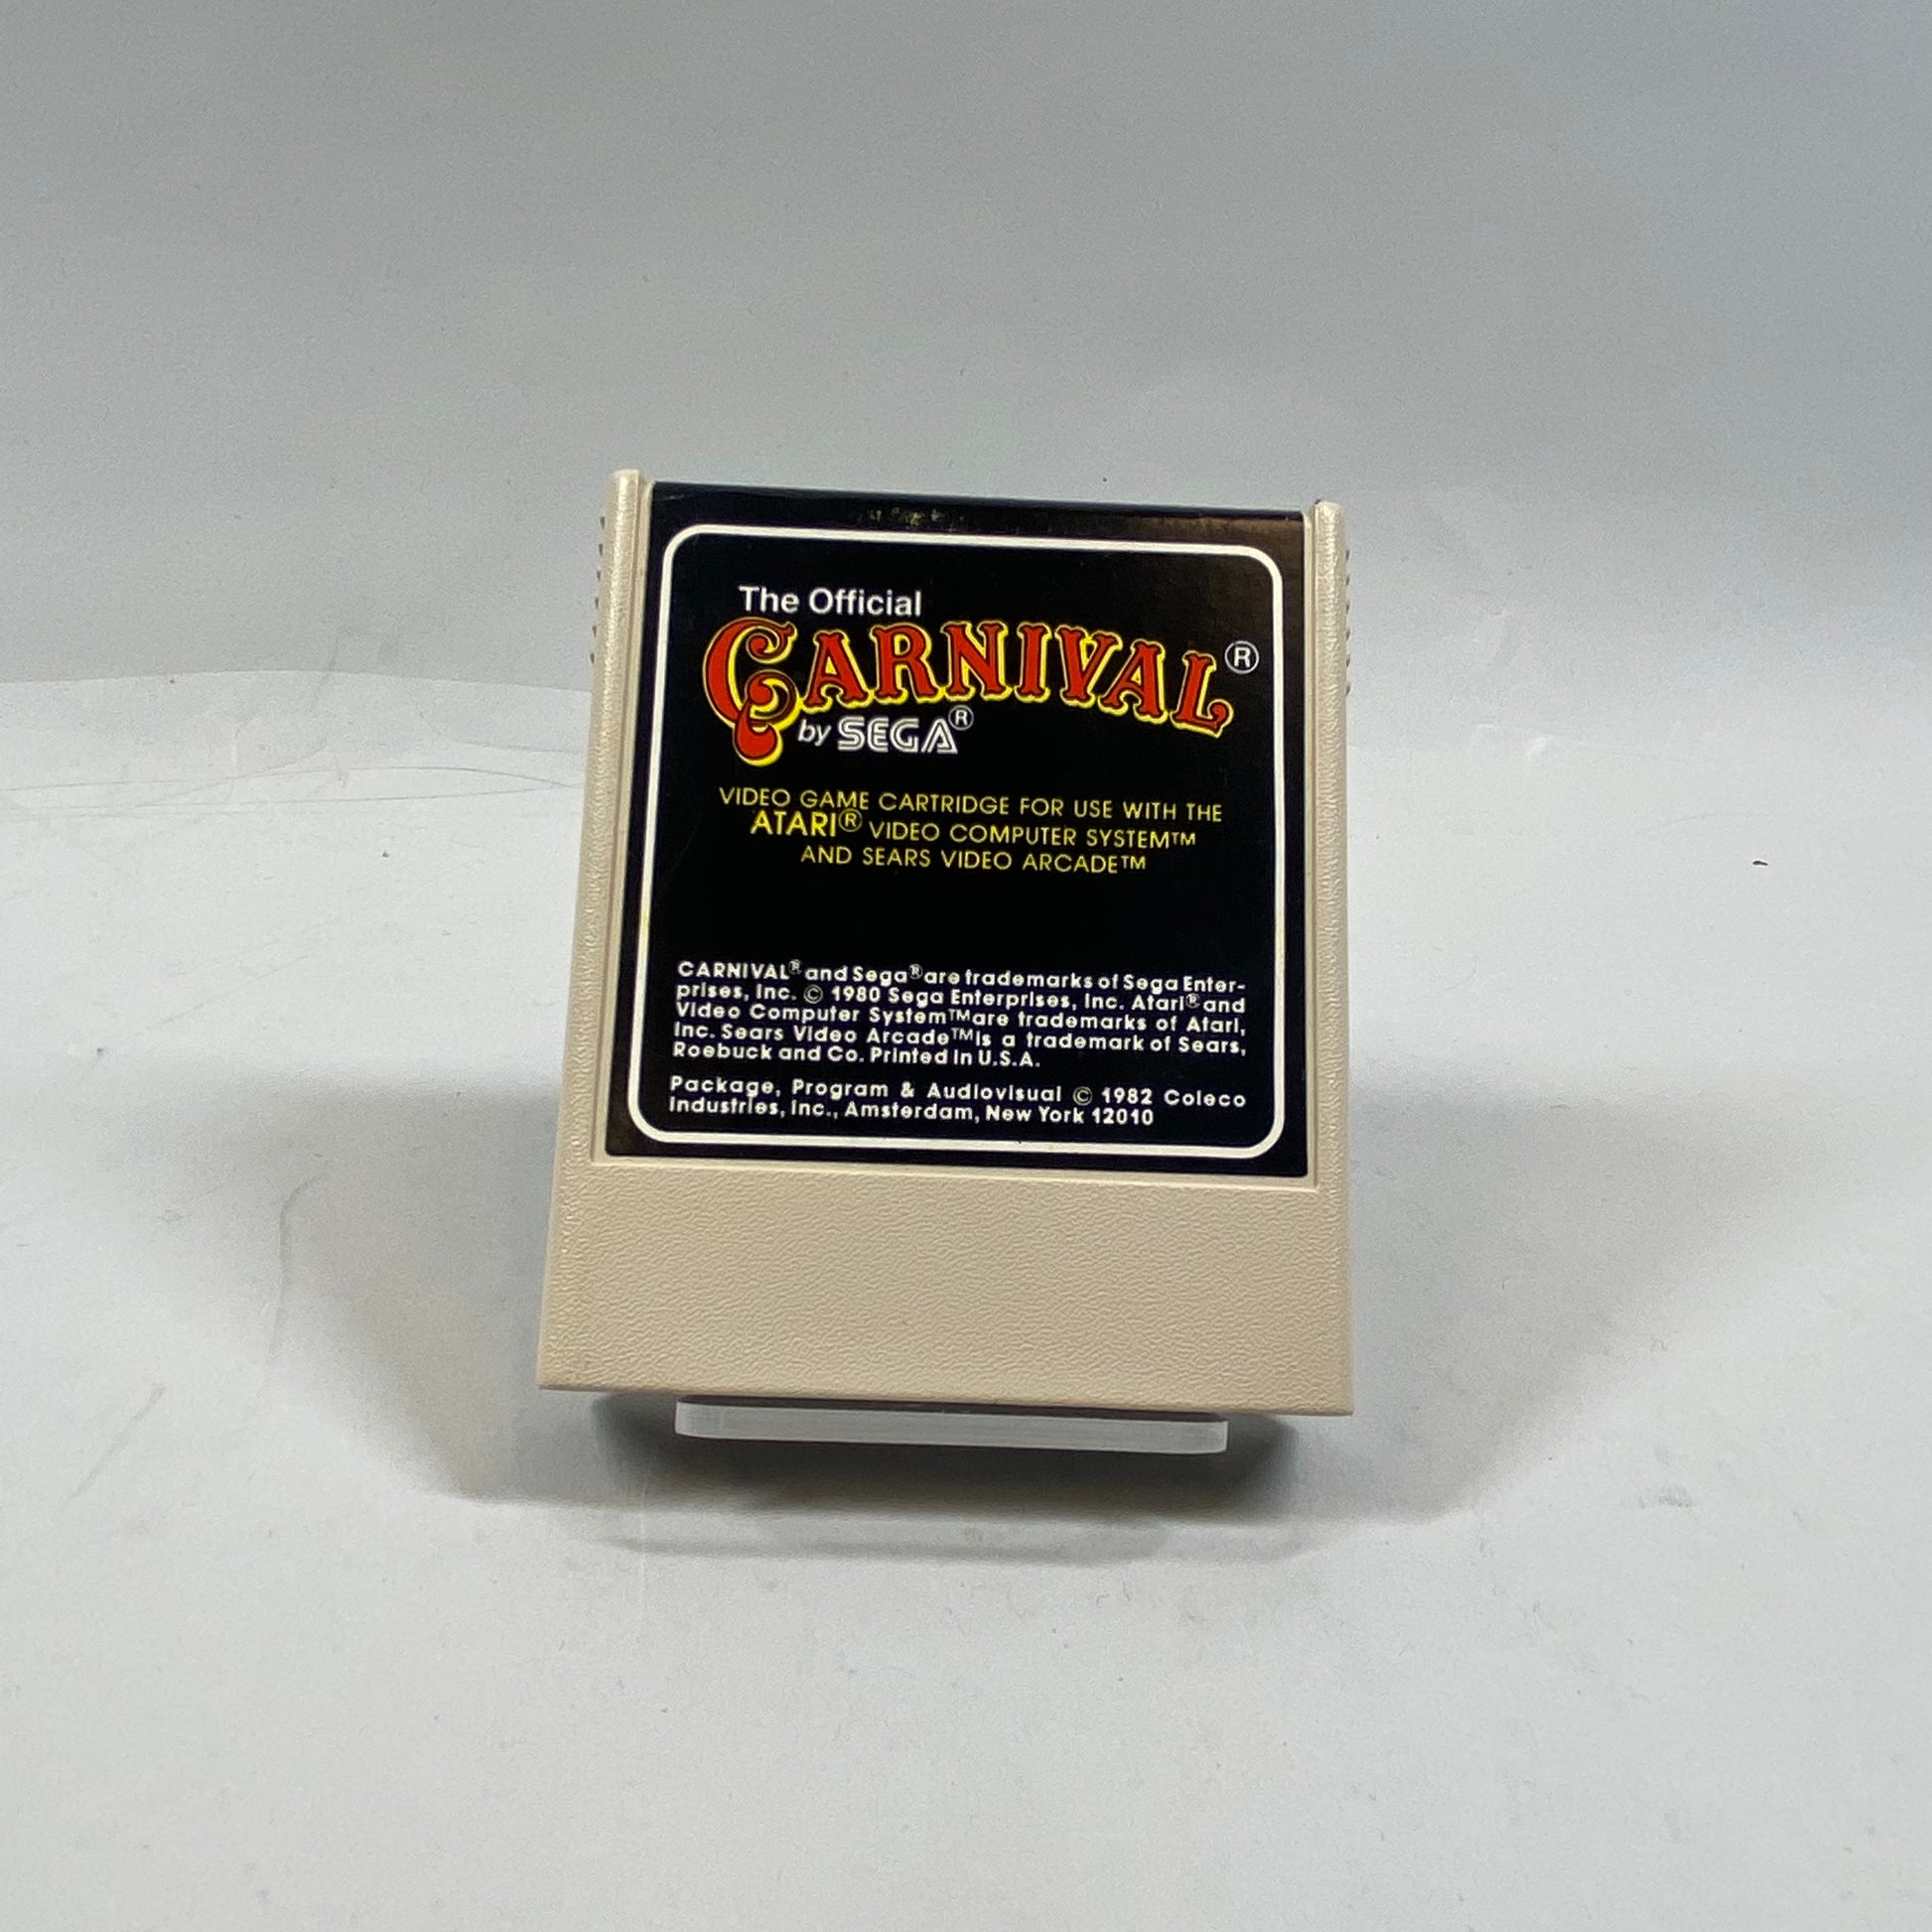 The Official
CARNIVAL®
by SEGA®
VIDEO GAME CARTRIDGE FOR USE WITH THE
ATARI® VIDEO COMPUTER SYSTEM™
AND SEARS VIDEO ARCADE™
CARNIVAL® and Sega® are trademarks of Sega Enter-
prises, Inc. © 1980 Sega Enterprises, Inc. Atari® and
Video Computer System™ are trademarks of Atari,
Inc. Sears Video Arcade™ is a trademark of Sears,
Roebuck and Co. Printed in U.S.A.
Package, Program & Audiovisual © 1982 Coleco
Industries, Inc., Amsterdam, New York 12010